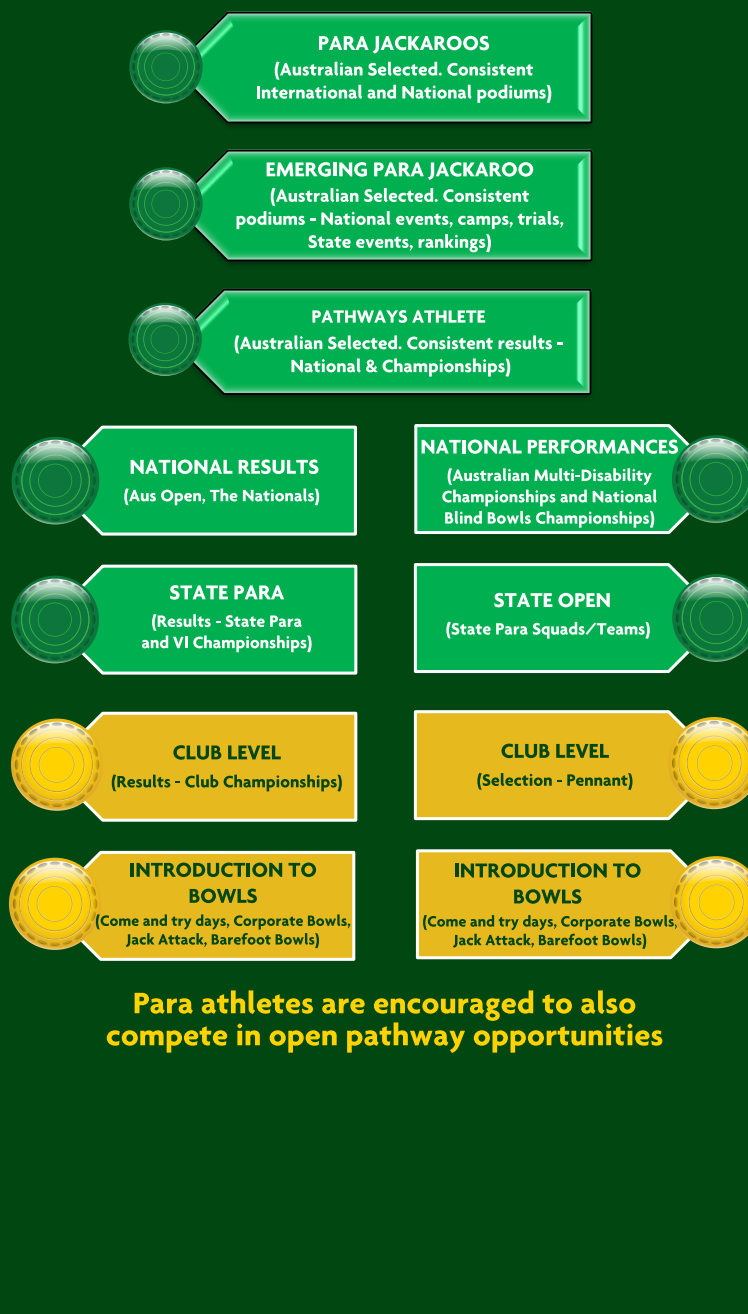 PARA JACKAROOS
(Australian Selected. Consistent
International and National podiums)
EMERGING PARA JACKAROO
(Australian Selected. Consistent
podiums - National events, camps, trials,
State events, rankings)
PATHWAYS ATHLETE
(Australian Selected. Consistent results -
National & Championships)
NATIONAL RESULTS
(Aus Open, The Nationals)
NATIONAL PERFORMANCES
(Australian Multi-Disability
Championships and National
Blind Bowls Championships)
STATE PARA
(Results - State Para
and VI Championships)
STATE OPEN
(State Para Squads/Teams)
CLUB LEVEL
(Results - Club Championships)
CLUB LEVEL
(Selection - Pennant)
INTRODUCTION TO
BOWLS
(Come and try days, Corporate Bowls,
Jack Attack, Barefoot Bowls)
INTRODUCTION TO
BOWLS
(Come and try days, Corporate Bowls,
Jack Attack, Barefoot Bowls)
Para athletes are encouraged to also
compete in open pathway opportunities